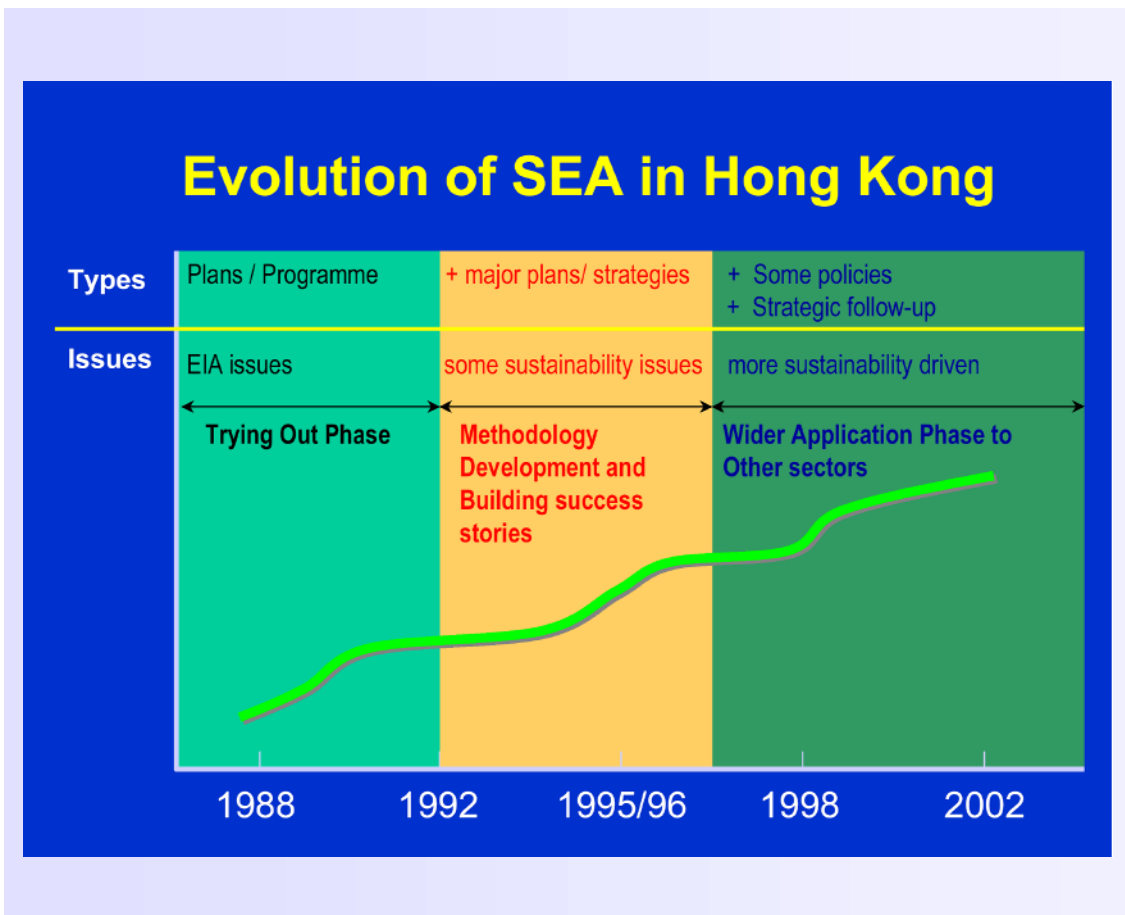 Evolution of SEA in Hong Kong
Types
Plans / Programme
+ major plans/ strategies
+ Some policies
+ Strategic follow-up
Issues
EIA issues
some sustainability issues
more sustainability driven
Trying Out Phase
Methodology
Development and
Building success
stories
Wider Application Phase to
Other sectors
1988
1992
1995/96
1998
2002